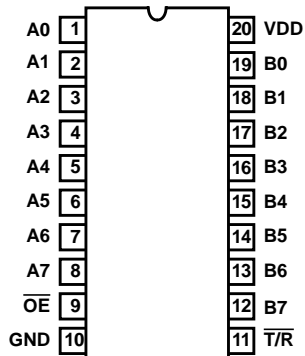 A0 1 20 VDD
A1 2 19 B0
A2 3 18 B1
A3 4 17 B2
A4 5 16 B3
A5 6 15 B4
A6 7 14 B5
A7 8 13 B6
O̅E̅ 9 12 B7
GND 10 11 T̅/̅R̅